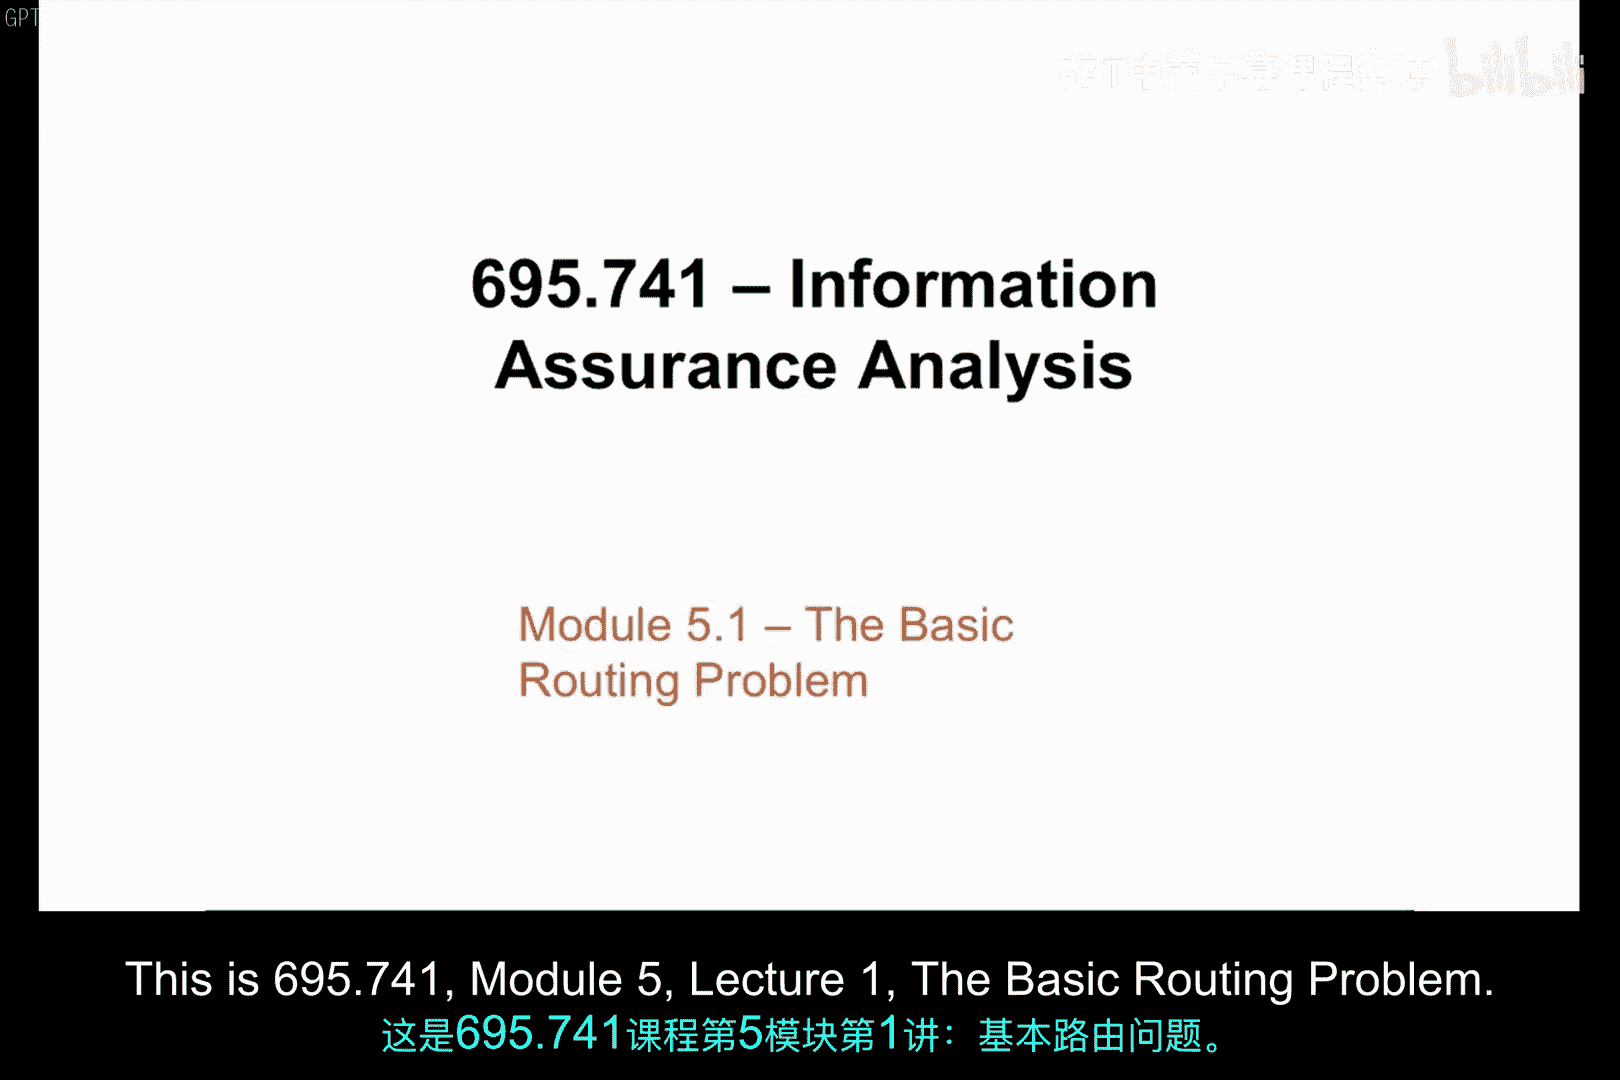 GPT
bilibili
695.741 – Information
Assurance Analysis
Module 5.1 – The Basic
Routing Problem
This is 695.741, Module 5, Lecture 1, The Basic Routing Problem.
这是695.741课程第5模块第1讲：基本路由问题。